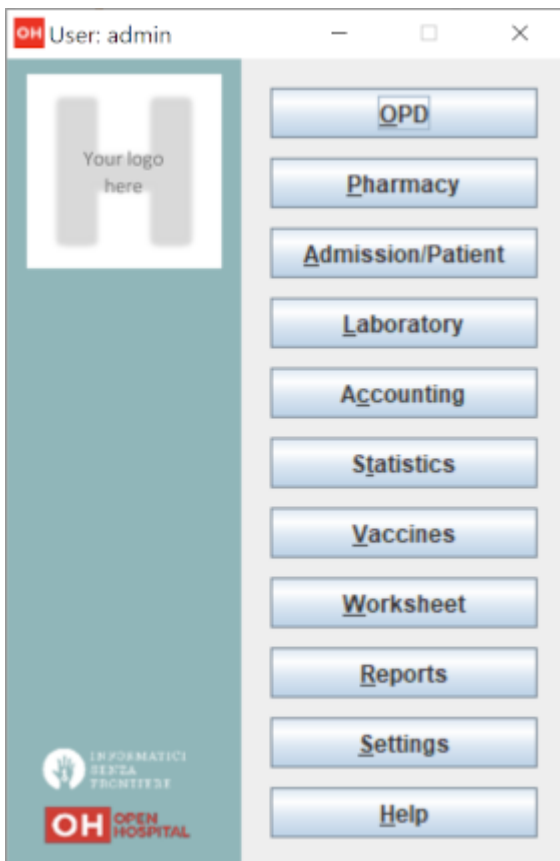 OH User: admin
Your logo
here
OPD
Pharmacy
Admission/Patient
Laboratory
Accounting
Statistics
Vaccines
Worksheet
Reports
Settings
Help
INFORMATICI
SENZA
FRONTIERE
OH OPEN
HOSPITAL